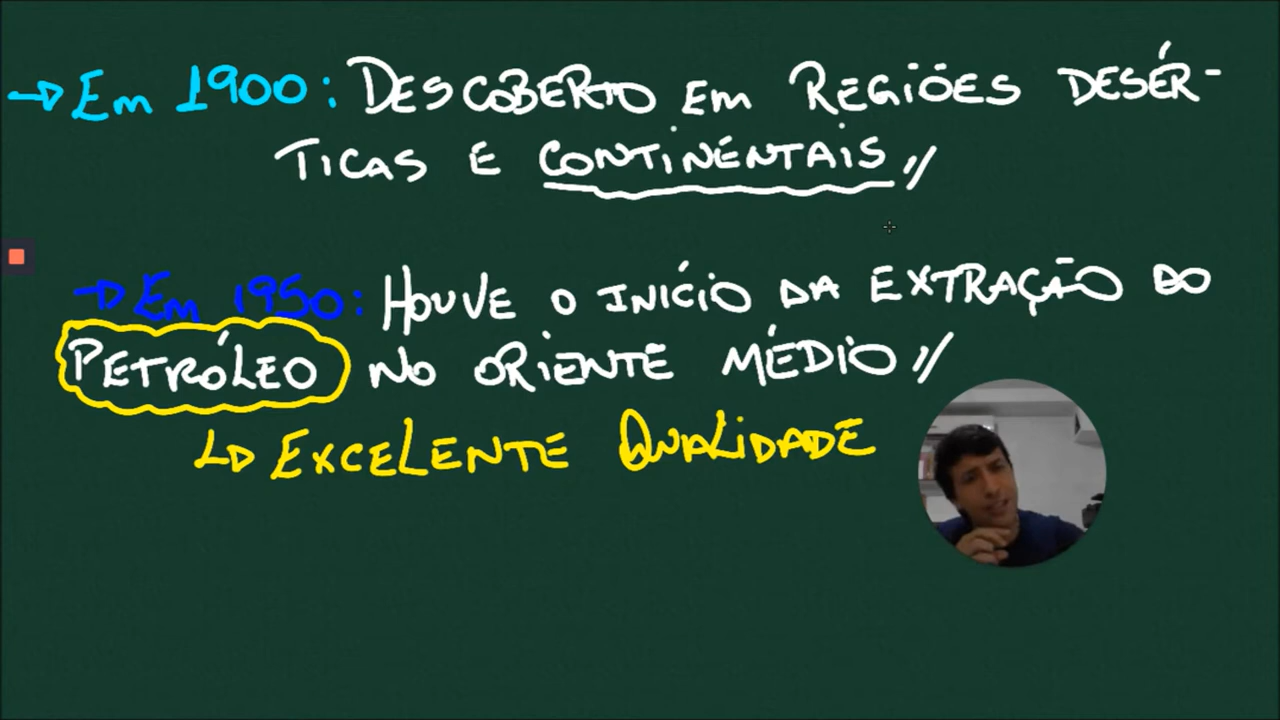 → Em 1900: DESCOBERTO EM REGIÕES DESÉR-
TICAS E CONTINENTAIS//
→ Em 1950: HOUVE O INÍCIO DA EXTRAÇÃO DO
PETRÓLEO NO ORIENTE MÉDIO//
↳ EXCELENTE QUALIDADE